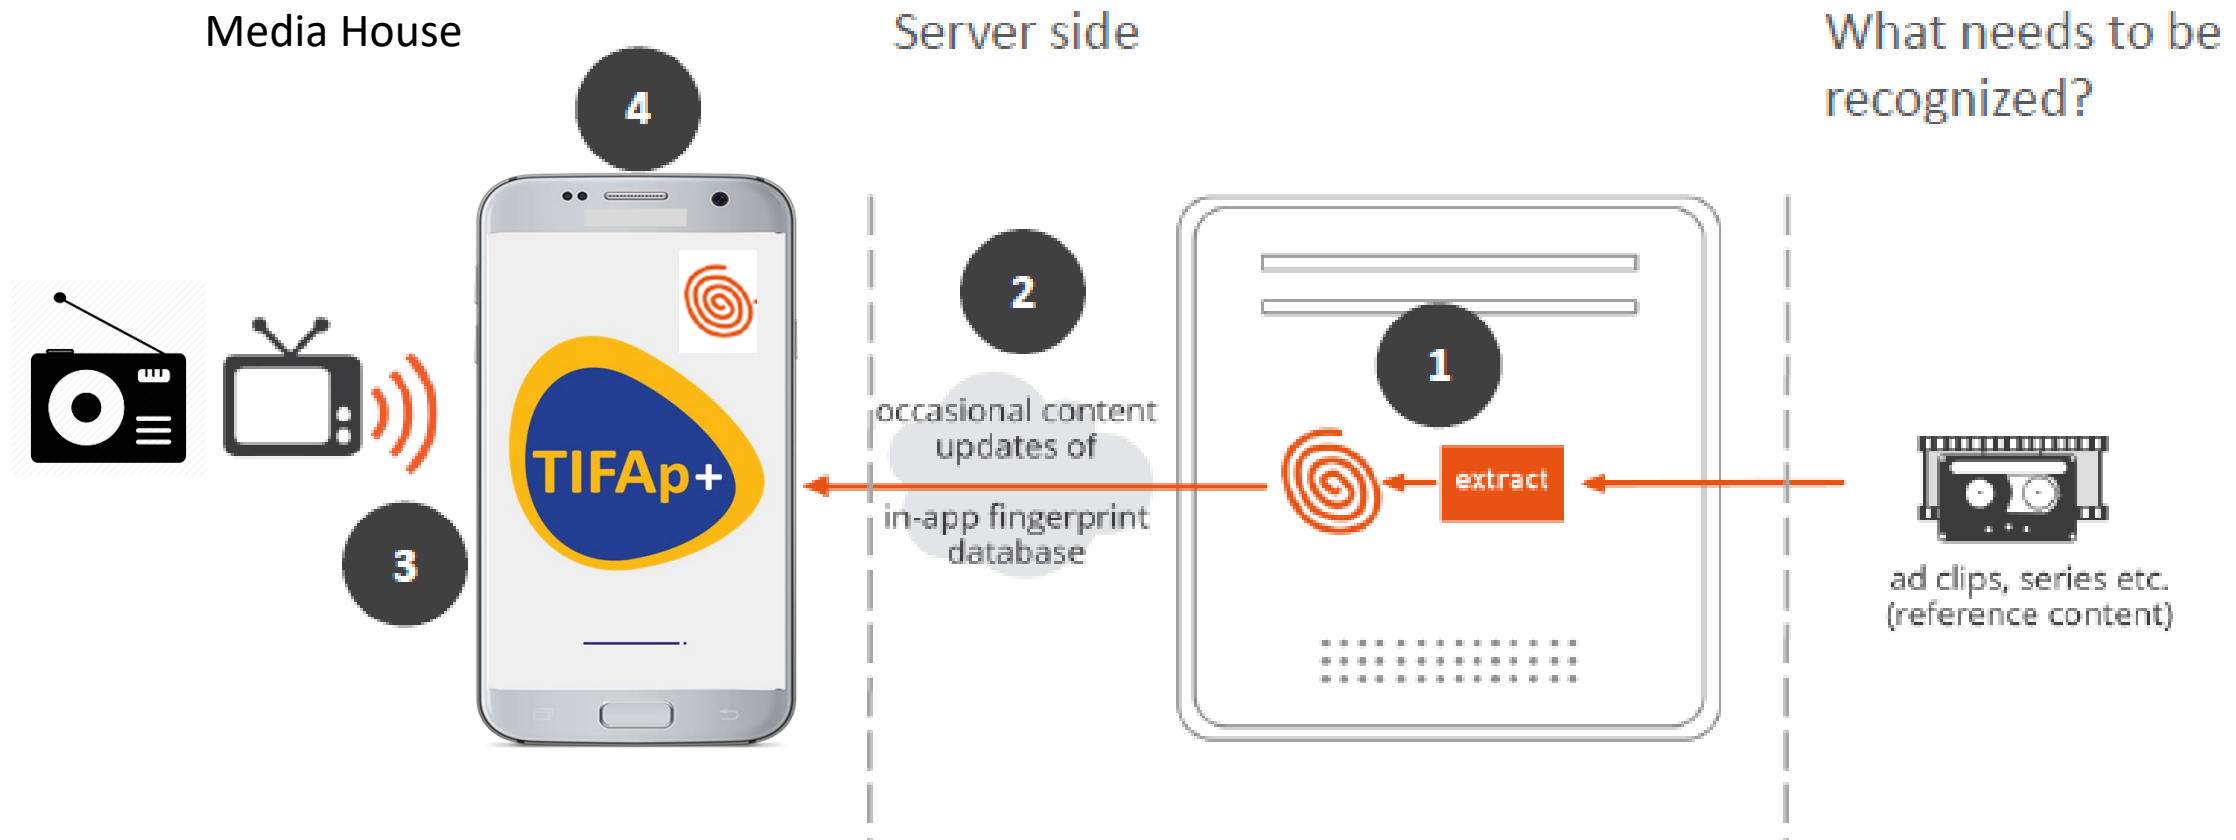 Media House
Server side
What needs to be
recognized?
4
2
1
3
TIFAp+
occasional content
updates of
in-app fingerprint
database
extract
ad clips, series etc.
(reference content)